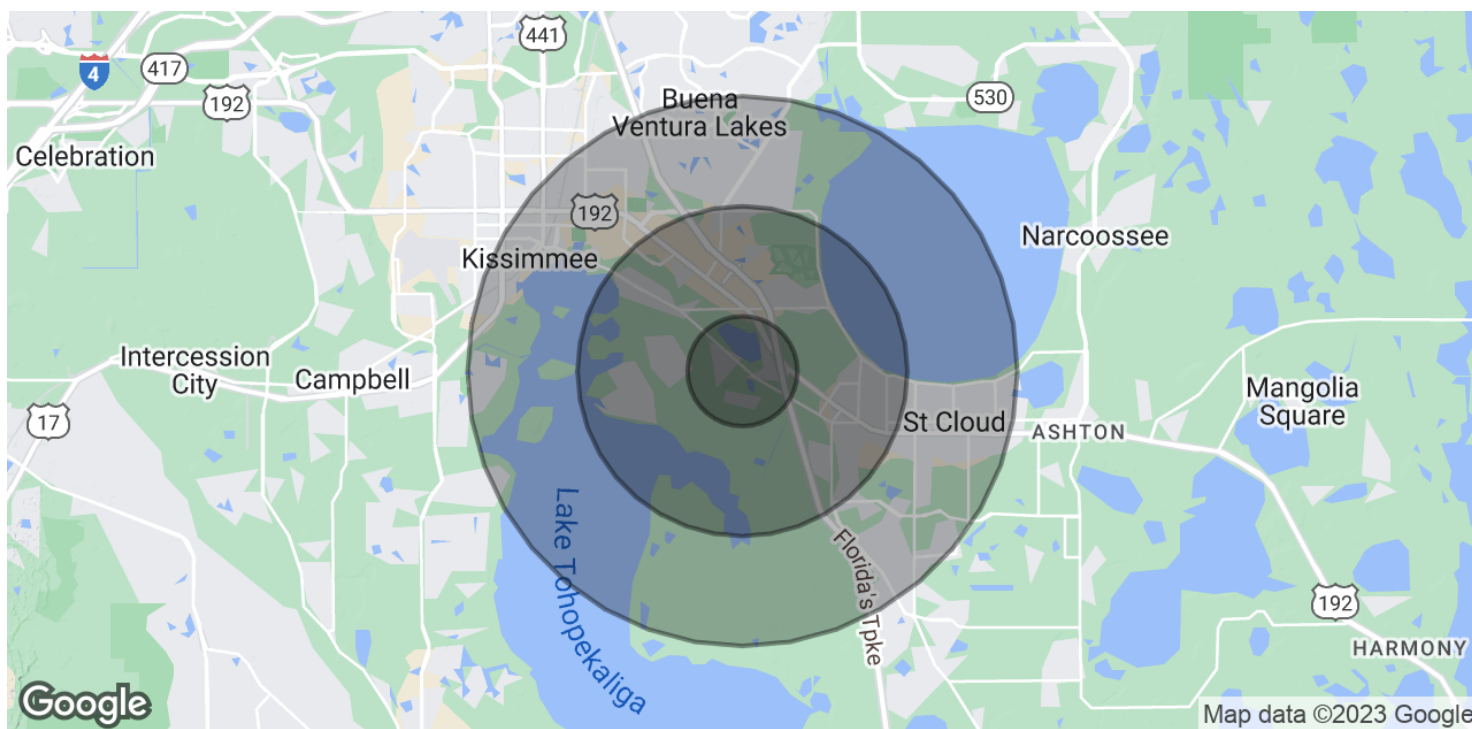 441
4
417
192
Buena
Ventura Lakes
530
Celebration
192
Narcoossee
Kissimmee
Intercession
City
Campbell
Mangolia
Square
17
St Cloud
ASHTON
Lake Tohopekaliga
Florida's Tpke
192
HARMONY
Google
Map data ©2023 Google